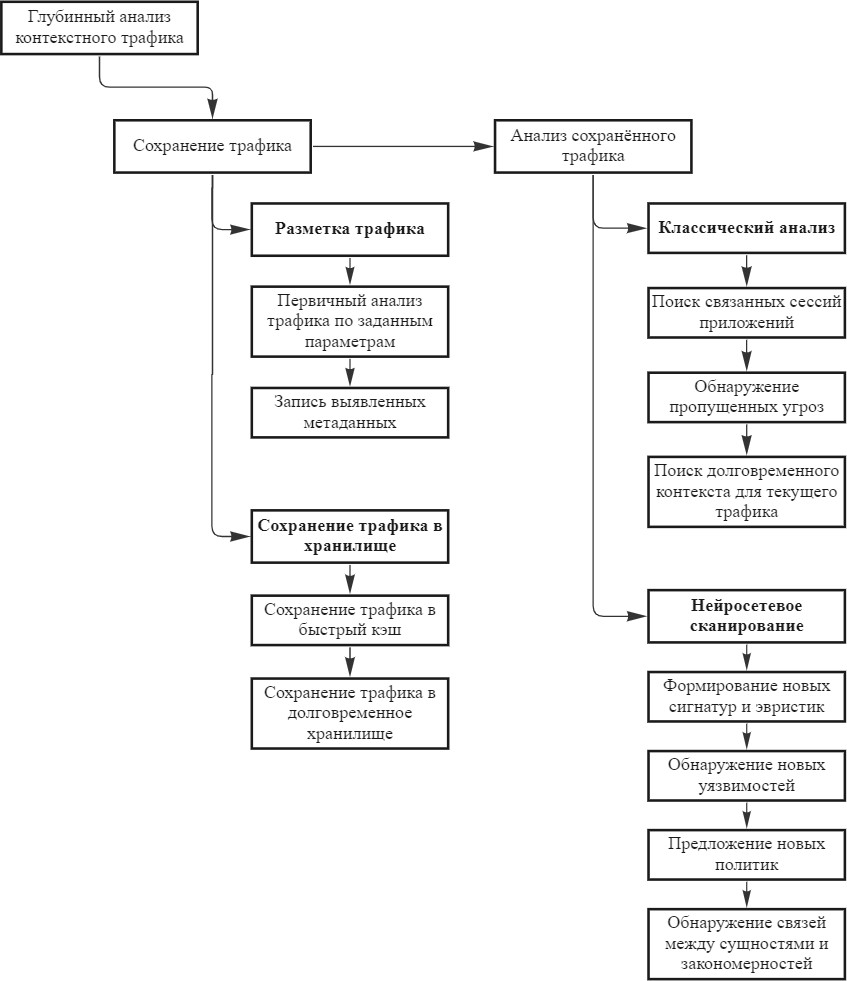 Глубинный анализ
контекстного трафика
Сохранение трафика
Анализ сохранённого
трафика
Разметка трафика
Первичный анализ
трафика по заданным
параметрам
Запись выявленных
метаданных
Сохранение трафика в
хранилище
Сохранение трафика в
быстрый кэш
Сохранение трафика в
долговременное
хранилище
Классический анализ
Поиск связанных сессий
приложений
Обнаружение
пропущенных угроз
Поиск долговременного
контекста для текущего
трафика
Нейросетевое
сканирование
Формирование новых
сигнатур и эвристик
Обнаружение новых
уязвимостей
Предложение новых
политик
Обнаружение связей
между сущностями и
закономерностей